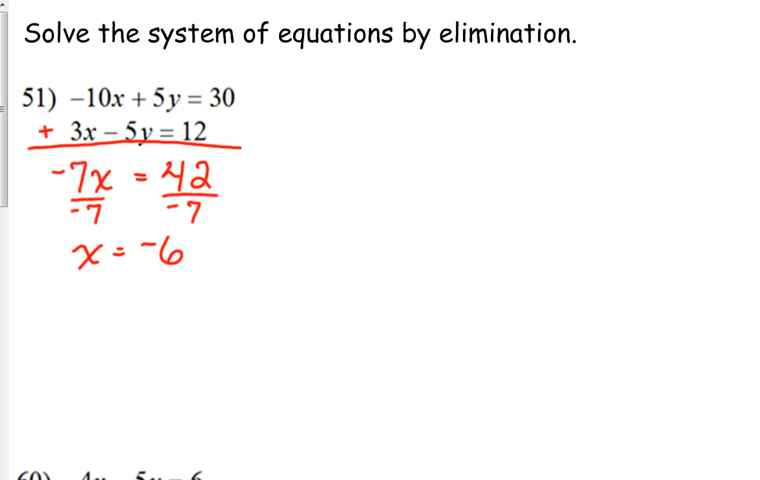 Solve the system of equations by elimination.
51) −10x + 5y = 30
+ 3x − 5y = 12
-7x = 42
-7 -7
x = -6